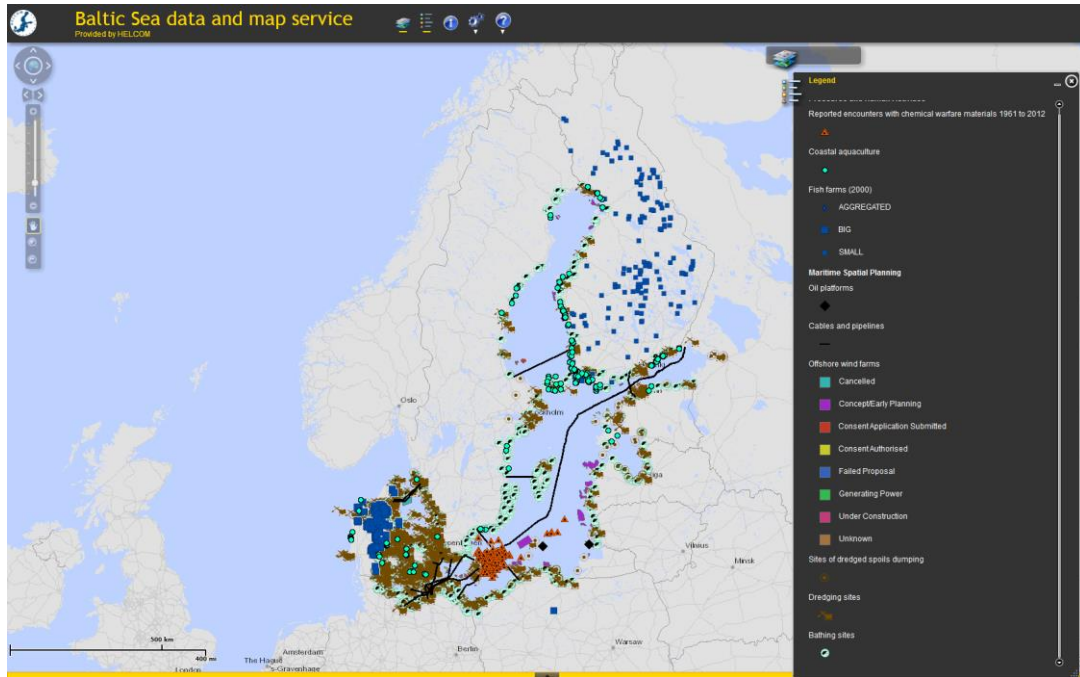 Baltic Sea data and map service
Provided by HELCOM
Legend
Reported encounters with chemical warfare materials 1961 to 2012
Coastal aquaculture
Fish farms (2000)
AGGREGATED
BIG
SMALL
Maritime Spatial Planning
Oil platforms
Cables and pipelines
Offshore wind farms
Cancelled
Concept/Early Planning
Consent Application Submitted
Consent Authorised
Failed Proposal
Generating Power
Under Construction
Unknown
Sites of dredged spoils dumping
Dredging sites
Bathing sites
Oslo
Vilnius
Minsk
Warsaw
Berlin
Amsterdam
The Hague
's-Gravenhage
London
500 km
400 mi